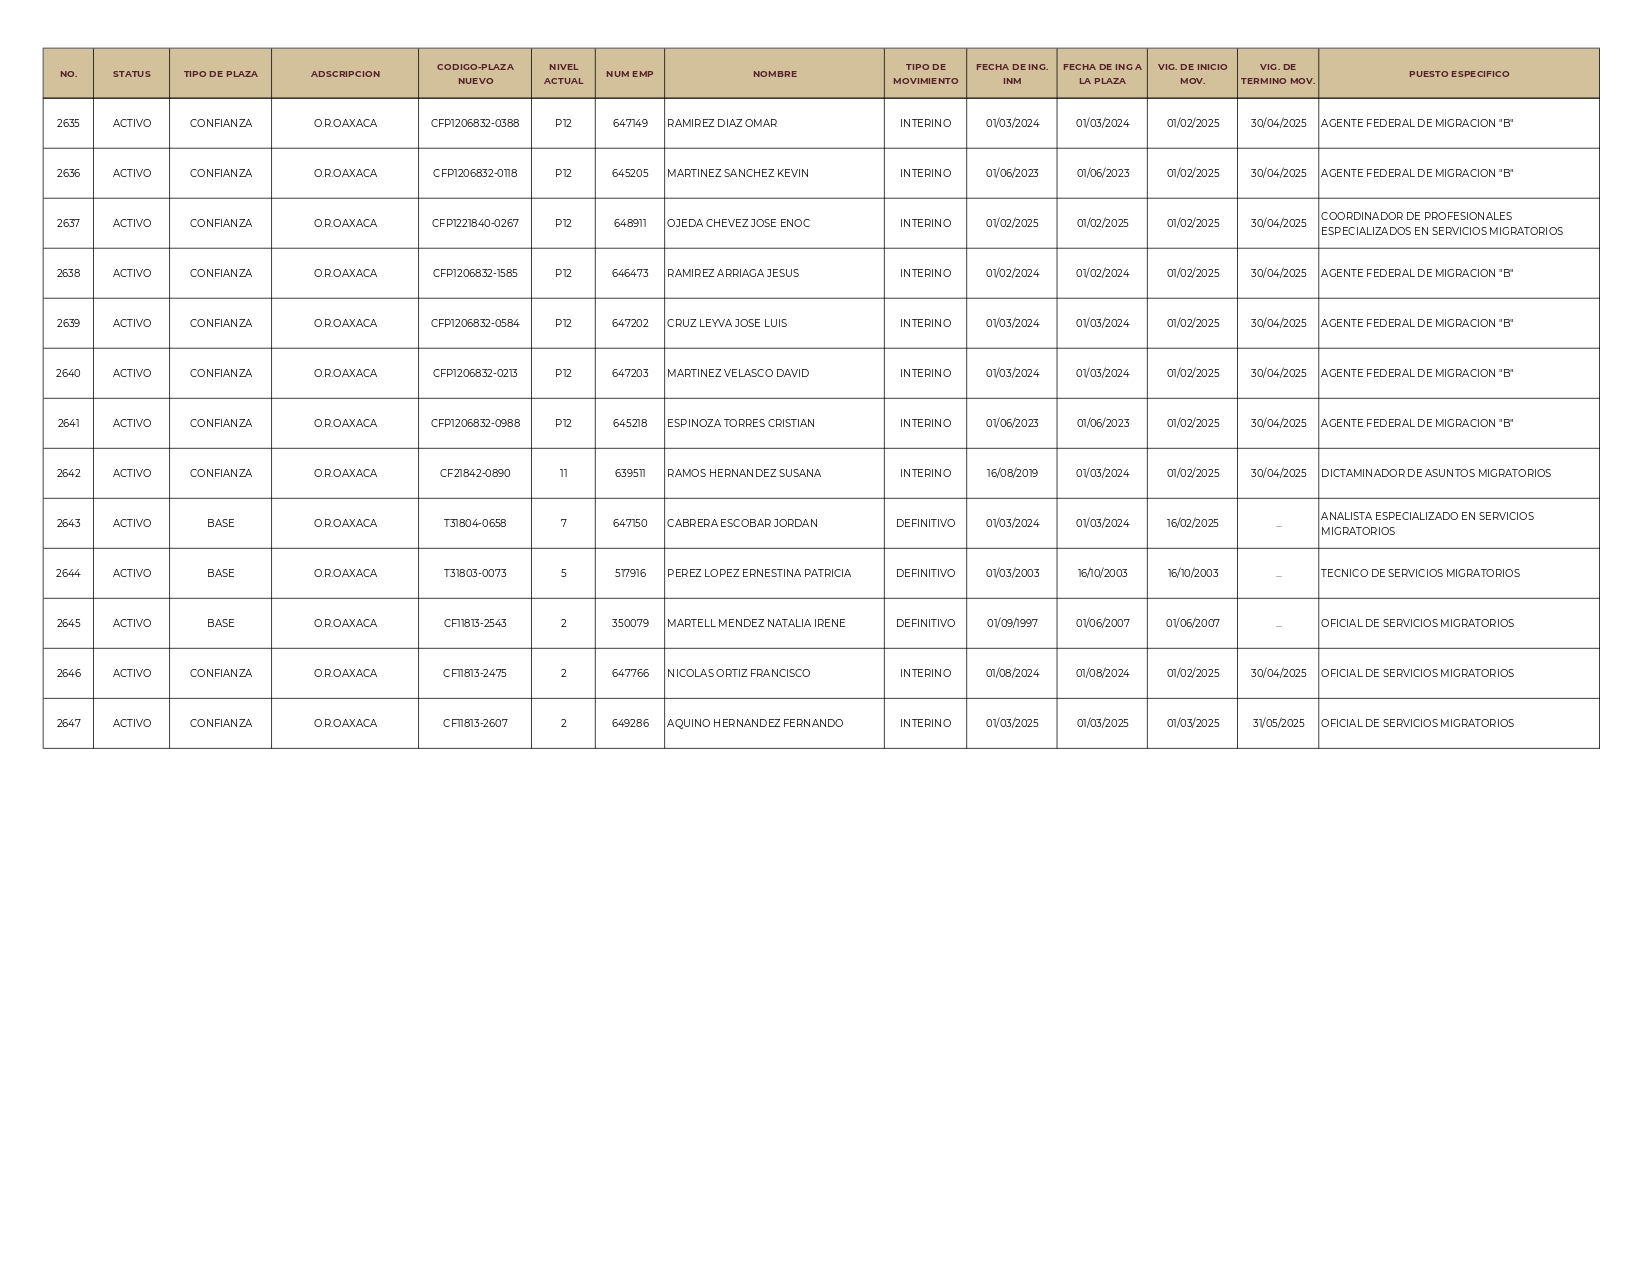 NO. STATUS TIPO DE PLAZA ADSCRIPCION CODIGO-PLAZA NUEVO NIVEL ACTUAL NUM EMP NOMBRE TIPO DE MOVIMIENTO FECHA DE ING. INM FECHA DE ING A LA PLAZA VIG. DE INICIO MOV. VIG. DE TERMINO MOV. PUESTO ESPECIFICO
2635 ACTIVO CONFIANZA O.R.OAXACA CFP1206832-0388 P12 647149 RAMIREZ DIAZ OMAR INTERINO 01/03/2024 01/03/2024 01/02/2025 30/04/2025 AGENTE FEDERAL DE MIGRACION "B"
2636 ACTIVO CONFIANZA O.R.OAXACA CFP1206832-0118 P12 645205 MARTINEZ SANCHEZ KEVIN INTERINO 01/06/2023 01/06/2023 01/02/2025 30/04/2025 AGENTE FEDERAL DE MIGRACION "B"
2637 ACTIVO CONFIANZA O.R.OAXACA CFP1221840-0267 P12 648911 OJEDA CHEVEZ JOSE ENOC INTERINO 01/02/2025 01/02/2025 01/02/2025 30/04/2025 COORDINADOR DE PROFESIONALES
ESPECIALIZADOS EN SERVICIOS MIGRATORIOS
2638 ACTIVO CONFIANZA O.R.OAXACA CFP1206832-1585 P12 646473 RAMIREZ ARRIAGA JESUS INTERINO 01/02/2024 01/02/2024 01/02/2025 30/04/2025 AGENTE FEDERAL DE MIGRACION "B"
2639 ACTIVO CONFIANZA O.R.OAXACA CFP1206832-0584 P12 647202 CRUZ LEYVA JOSE LUIS INTERINO 01/03/2024 01/03/2024 01/02/2025 30/04/2025 AGENTE FEDERAL DE MIGRACION "B"
2640 ACTIVO CONFIANZA O.R.OAXACA CFP1206832-0213 P12 647203 MARTINEZ VELASCO DAVID INTERINO 01/03/2024 01/03/2024 01/02/2025 30/04/2025 AGENTE FEDERAL DE MIGRACION "B"
2641 ACTIVO CONFIANZA O.R.OAXACA CFP1206832-0988 P12 645218 ESPINOZA TORRES CRISTIAN INTERINO 01/06/2023 01/06/2023 01/02/2025 30/04/2025 AGENTE FEDERAL DE MIGRACION "B"
2642 ACTIVO CONFIANZA O.R.OAXACA CF21842-0890 11 639511 RAMOS HERNANDEZ SUSANA INTERINO 16/08/2019 01/03/2024 01/02/2025 30/04/2025 DICTAMINADOR DE ASUNTOS MIGRATORIOS
2643 ACTIVO BASE O.R.OAXACA T31804-0658 7 647150 CABRERA ESCOBAR JORDAN DEFINITIVO 01/03/2024 01/03/2024 16/02/2025 ... ANALISTA ESPECIALIZADO EN SERVICIOS
MIGRATORIOS
2644 ACTIVO BASE O.R.OAXACA T31803-0073 5 517916 PEREZ LOPEZ ERNESTINA PATRICIA DEFINITIVO 01/03/2003 16/10/2003 16/10/2003 ... TECNICO DE SERVICIOS MIGRATORIOS
2645 ACTIVO BASE O.R.OAXACA CF11813-2543 2 350079 MARTELL MENDEZ NATALIA IRENE DEFINITIVO 01/09/1997 01/06/2007 01/06/2007 ... OFICIAL DE SERVICIOS MIGRATORIOS
2646 ACTIVO CONFIANZA O.R.OAXACA CF11813-2475 2 647766 NICOLAS ORTIZ FRANCISCO INTERINO 01/08/2024 01/08/2024 01/02/2025 30/04/2025 OFICIAL DE SERVICIOS MIGRATORIOS
2647 ACTIVO CONFIANZA O.R.OAXACA CF11813-2607 2 649286 AQUINO HERNANDEZ FERNANDO INTERINO 01/03/2025 01/03/2025 01/03/2025 31/05/2025 OFICIAL DE SERVICIOS MIGRATORIOS